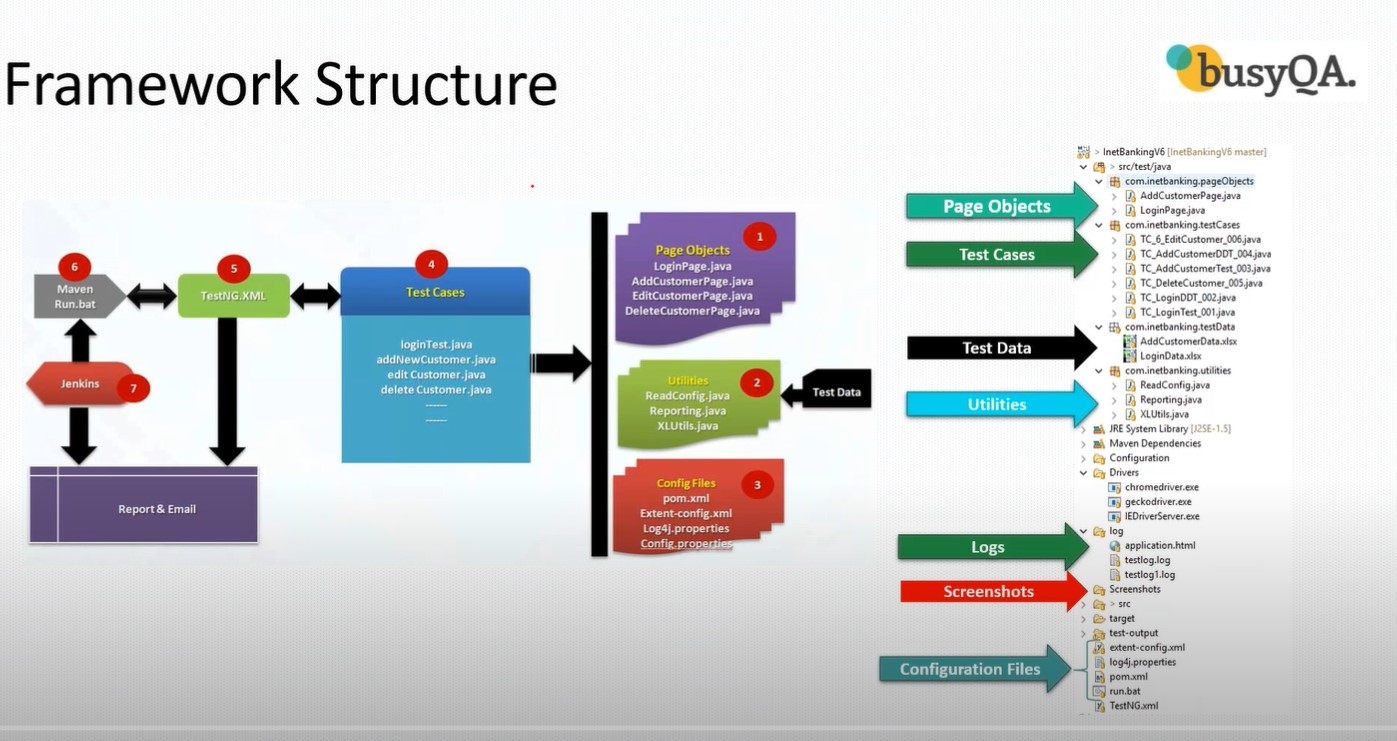 Framework Structure
busyQA.
6
Maven
Run.bat
5
TestNG.XML
4
Test Cases
loginTest.java
addNewCustomer.java
edit Customer.java
delete Customer.java
Jenkins
7
Report & Email
1
Page Objects
LoginPage.java
AddCustomerPage.java
EditCustomerPage.java
DeleteCustomerPage.java
2
Utilities
ReadConfig.java
Reporting.java
XLUtils.java
Test Data
3
Config Files
pom.xml
Extent-config.xml
Log4j.properties
Config.properties
Page Objects
Test Cases
Test Data
Utilities
Logs
Screenshots
Configuration Files
> InetBankingV6 [InetBankingV6 master]
> src/test/java
com.inetbanking.pageObjects
AddCustomerPage.java
LoginPage.java
com.inetbanking.testCases
TC_6_EditCustomer_006.java
TC_AddCustomerDDT_004.java
TC_AddCustomerTest_003.java
TC_DeleteCustomer_005.java
TC_LoginDDT_002.java
TC_LoginTest_001.java
com.inetbanking.testData
AddCustomerData.xlsx
LoginData.xlsx
com.inetbanking.utilities
ReadConfig.java
Reporting.java
XLUtils.java
JRE System Library [J2SE-1.5]
Maven Dependencies
Configuration
Drivers
chromedriver.exe
geckodriver.exe
IEDriverServer.exe
log
application.html
testlog.log
testlog1.log
Screenshots
> src
target
test-output
extent-config.xml
log4j.properties
pom.xml
run.bat
TestNG.xml